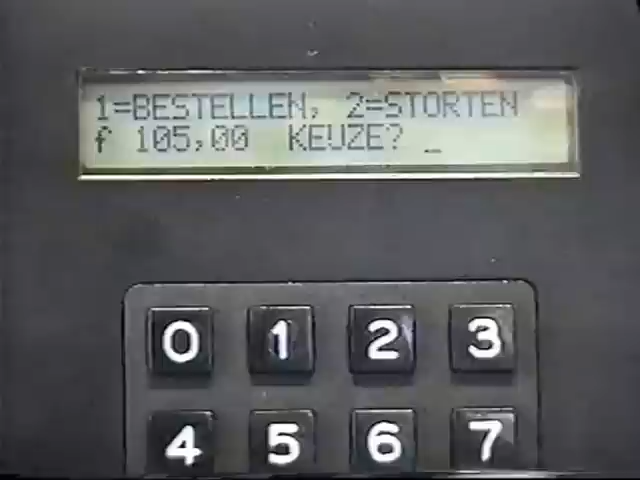 1=BESTELLEN, 2=STORTEN
f 105,00 KEUZE? _
0 1 2 3
4 5 6 7